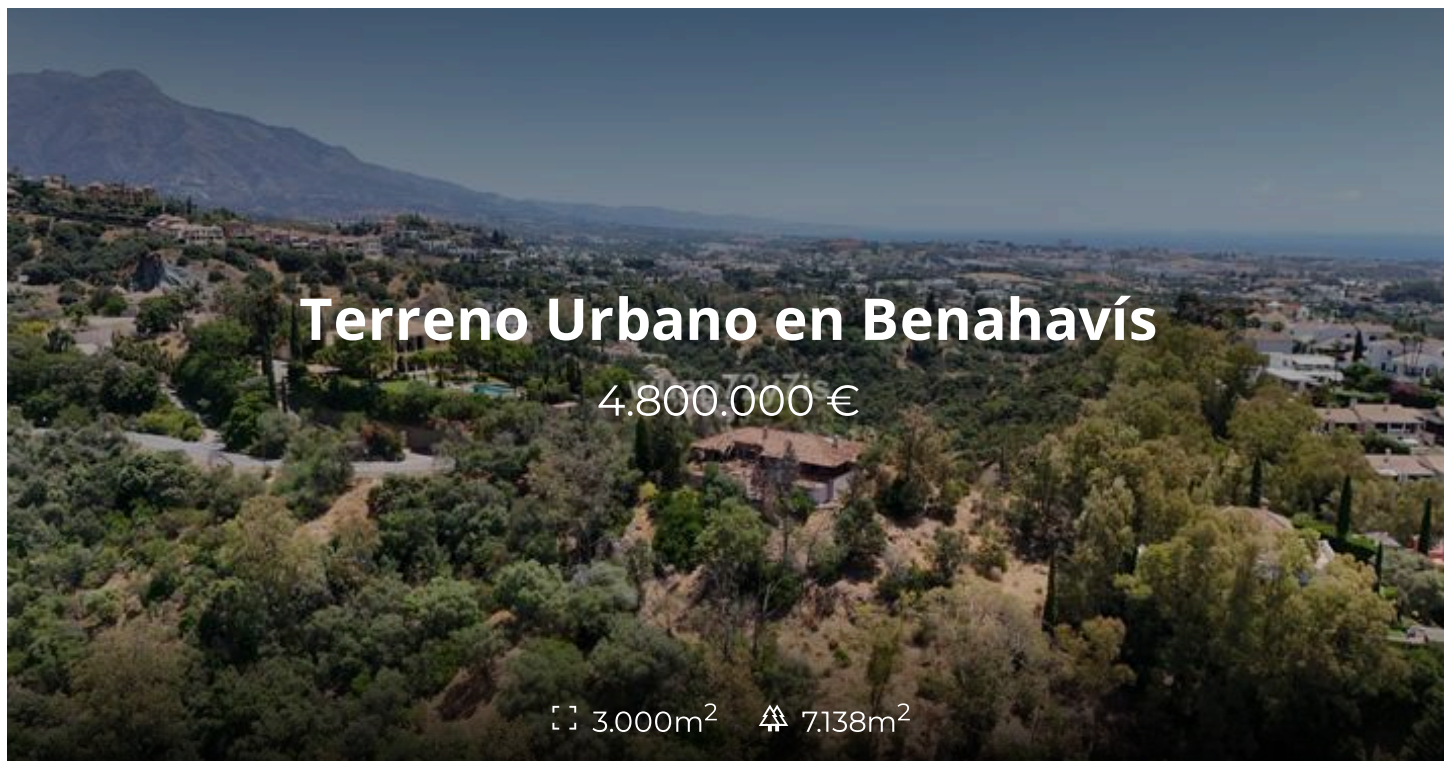 Terreno Urbano en Benahavís
4.800.000 €
3.000m²
7.138m²